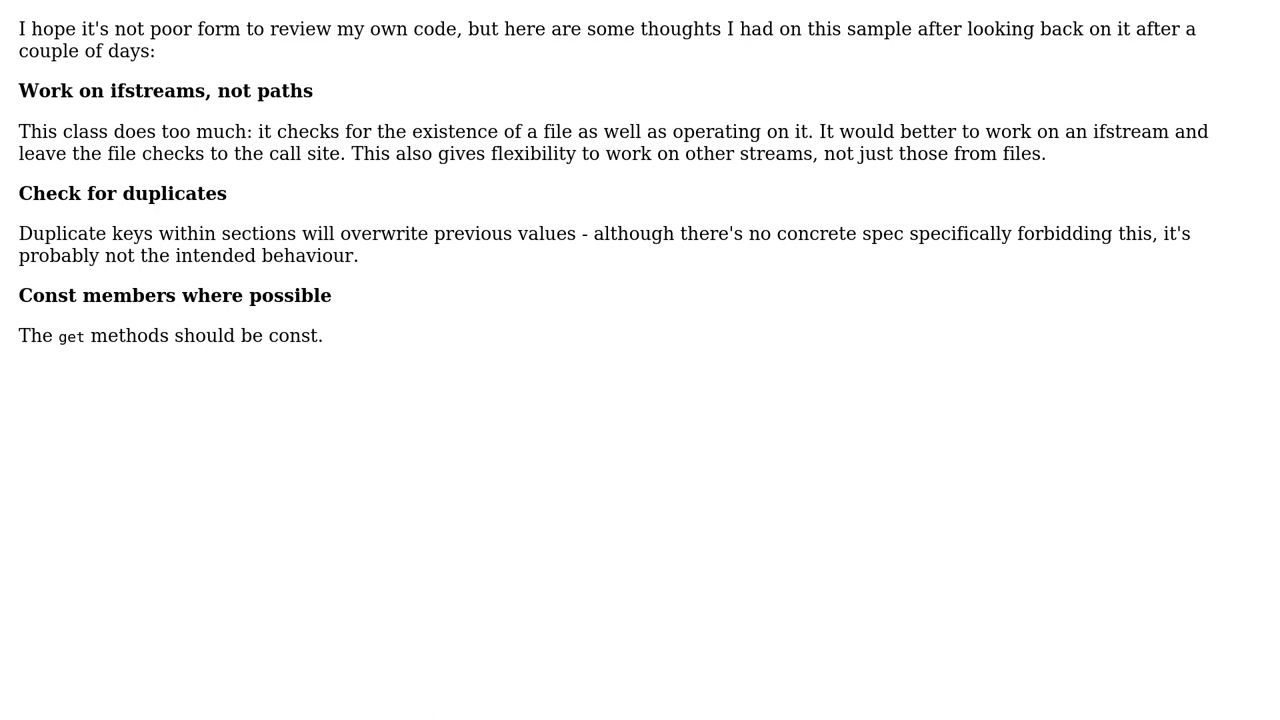 I hope it's not poor form to review my own code, but here are some thoughts I had on this sample after looking back on it after a
couple of days:
Work on ifstreams, not paths
This class does too much: it checks for the existence of a file as well as operating on it. It would better to work on an ifstream and
leave the file checks to the call site. This also gives flexibility to work on other streams, not just those from files.
Check for duplicates
Duplicate keys within sections will overwrite previous values - although there's no concrete spec specifically forbidding this, it's
probably not the intended behaviour.
Const members where possible
The get methods should be const.